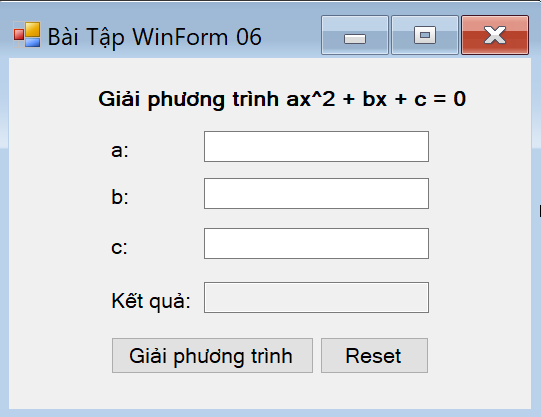 Bài Tập WinForm 06
Giải phương trình ax^2 + bx + c = 0
a:
b:
c:
Kết quả:
Giải phương trình Reset